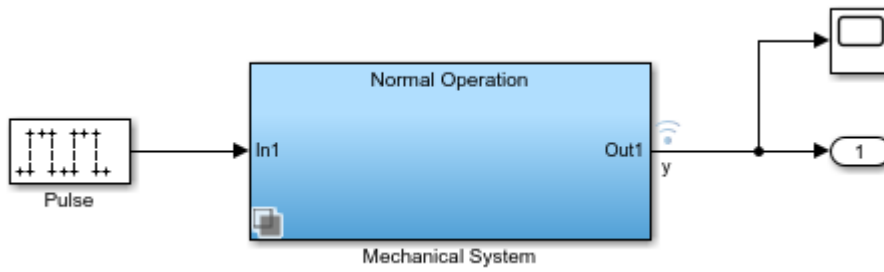 Normal Operation
In1
Out1
1
y
Pulse
Mechanical System